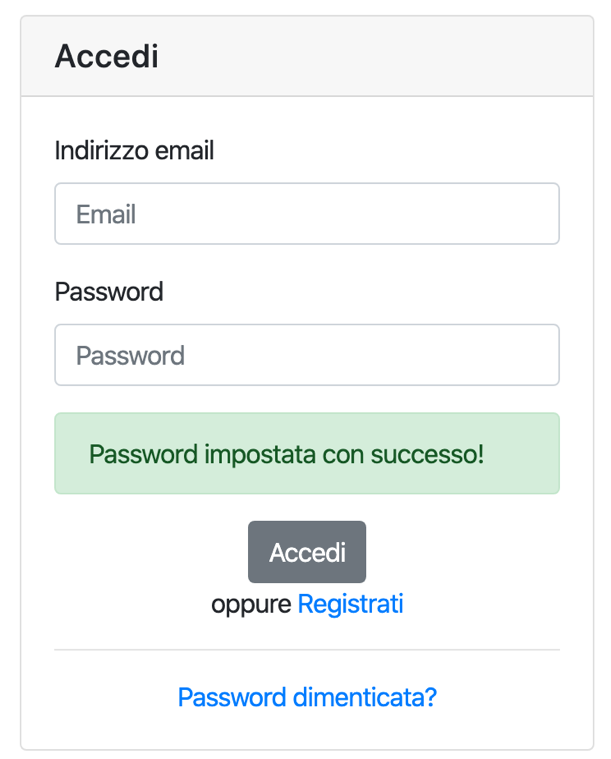 Accedi
Indirizzo email
Email
Password
Password
Password impostata con successo!
Accedi
oppure Registrati
Password dimenticata?